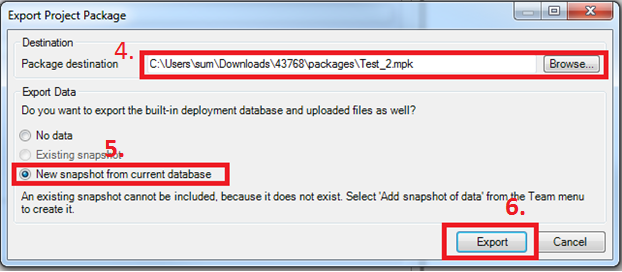 Export Project Package
Destination
4.
Package destination C:\Users\sum\Downloads\43768\packages\Test_2.mpk Browse...
Export Data
Do you want to export the built-in deployment database and uploaded files as well?
No data
5.
Existing snapshot
New snapshot from current database
An existing snapshot cannot be included, because it does not exist. Select 'Add snapshot of data' from the Team menu
to create it.
6.
Export Cancel